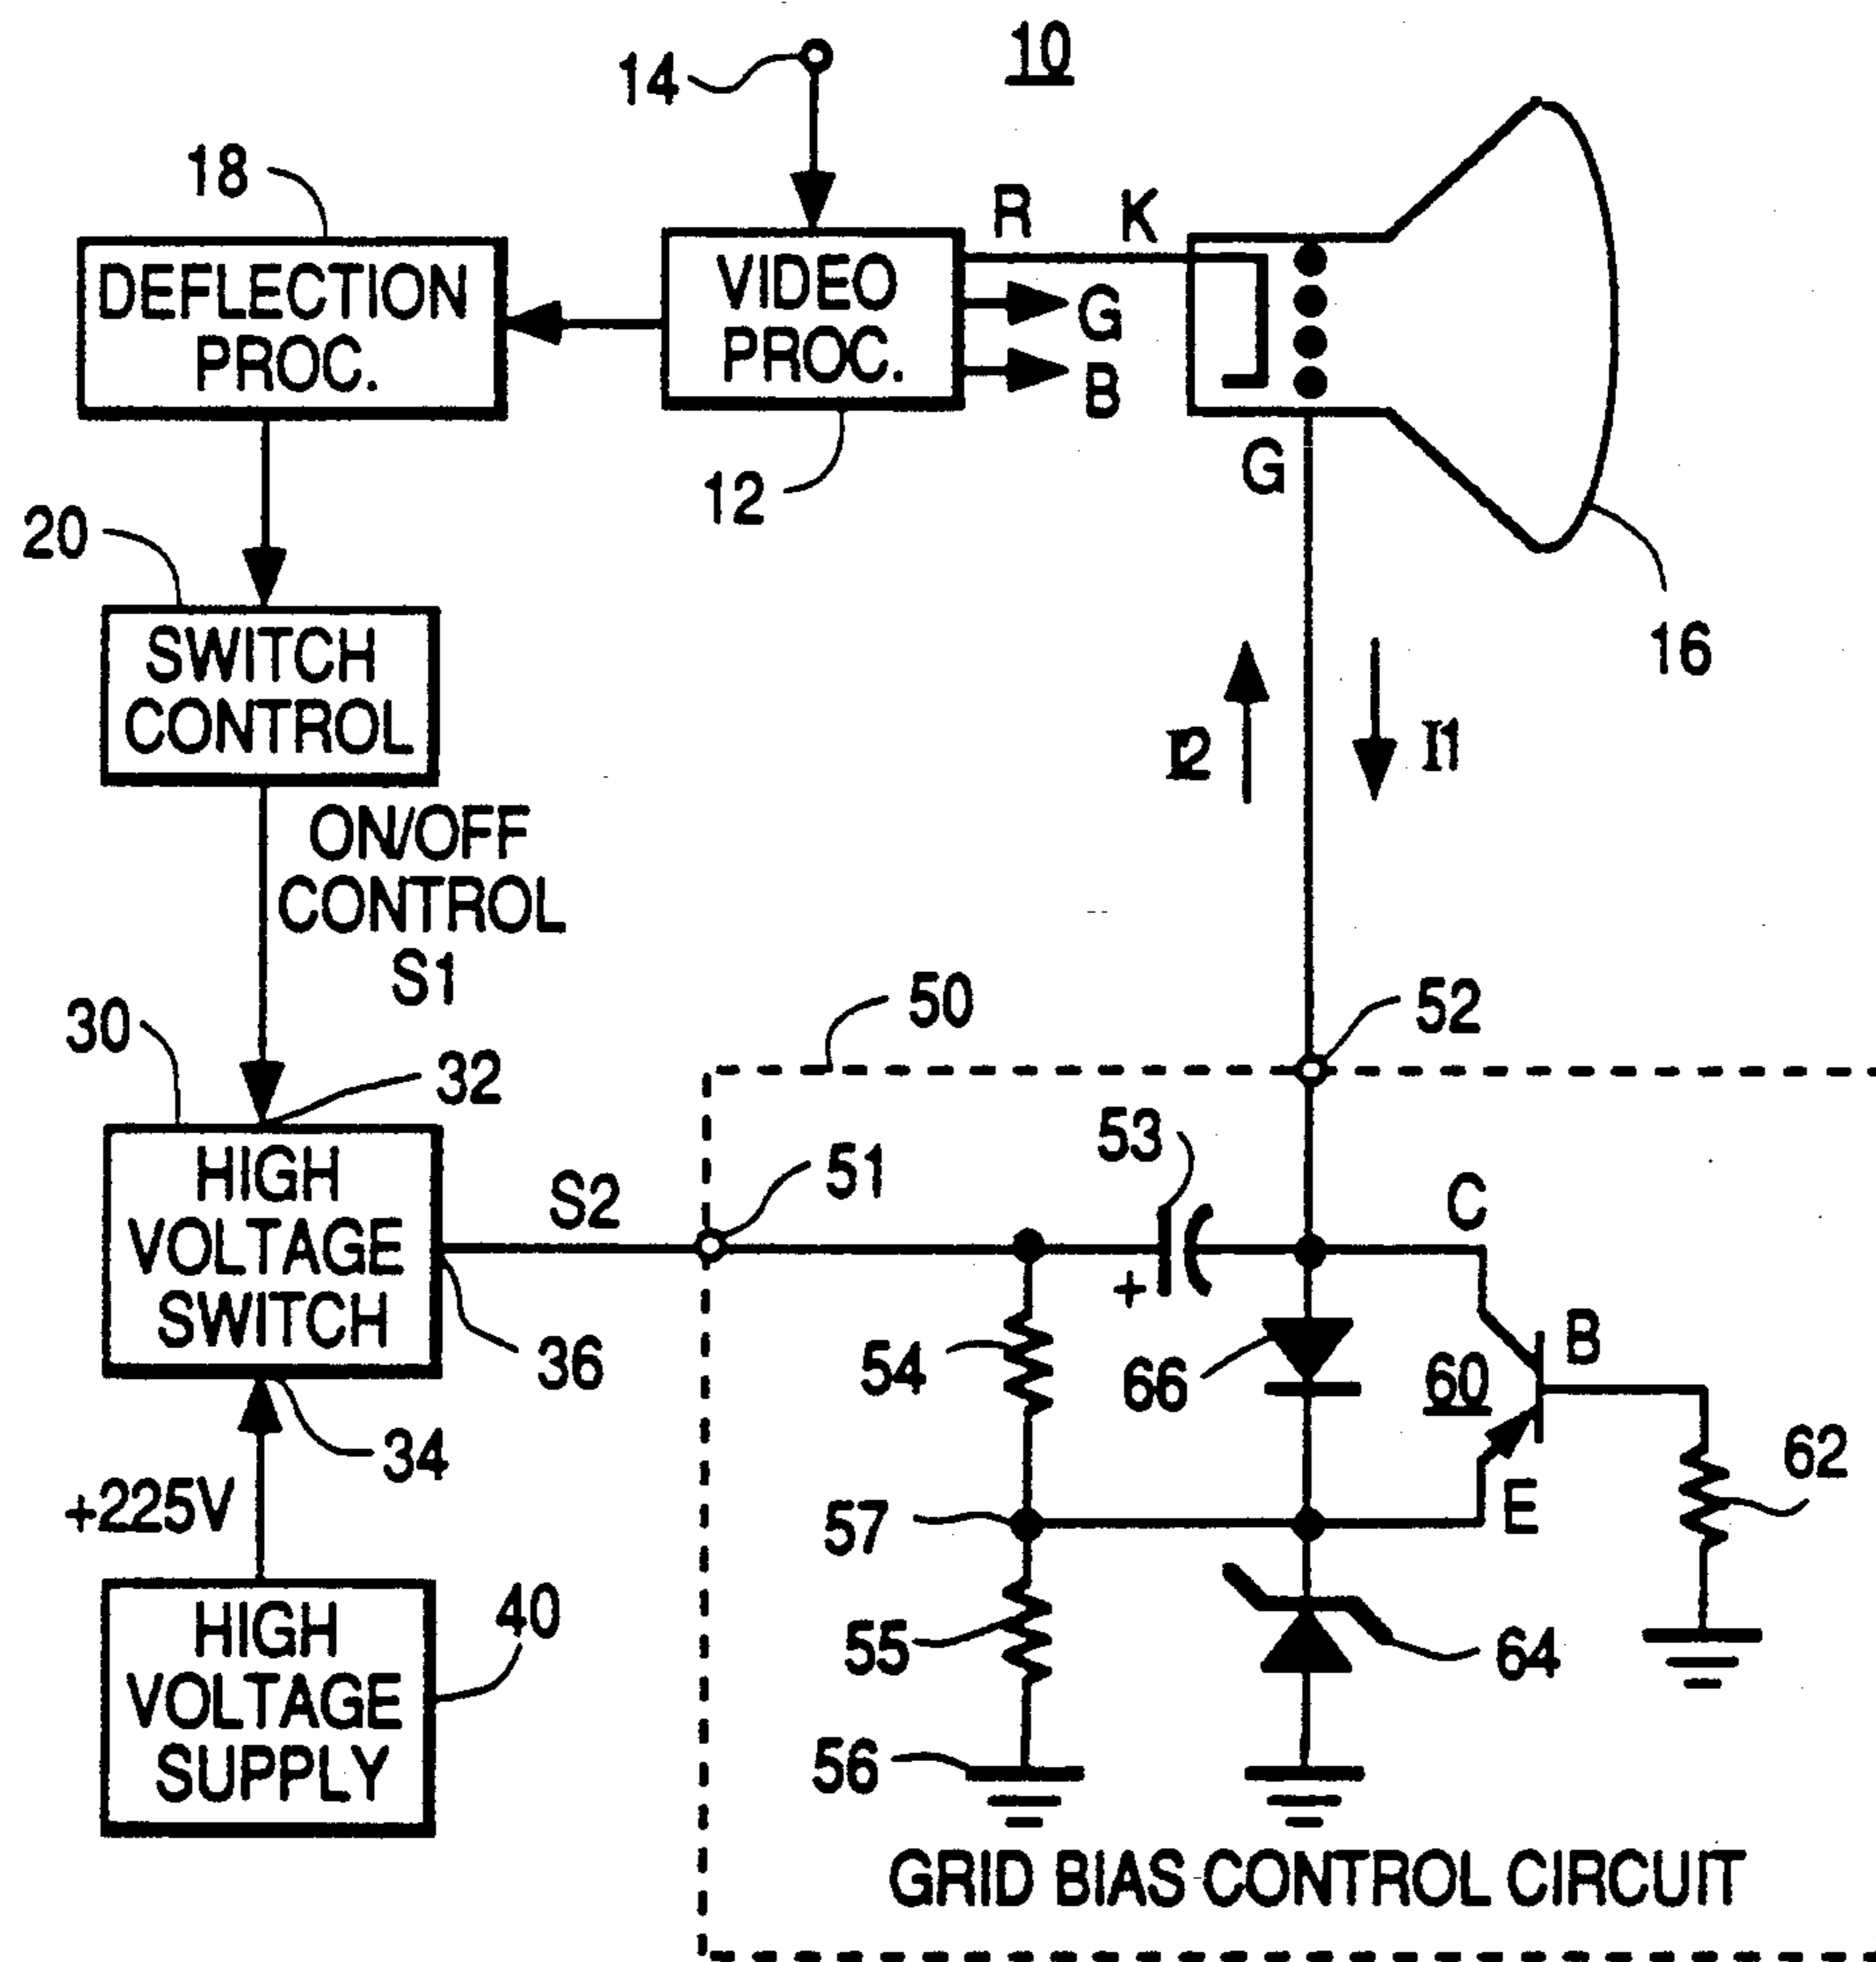 10
14
18
R K
DEFLECTION
PROC.
VIDEO
PROC.
G
B
G
12
20
16
SWITCH
CONTROL
I2
I1
ON/OFF
CONTROL
S1
50
52
30
32
53
51
S2
C
HIGH
VOLTAGE
SWITCH
+
B
36
54
66
60
34
62
+225V
57
E
40
HIGH
VOLTAGE
SUPPLY
55
64
56
GRID BIAS CONTROL CIRCUIT